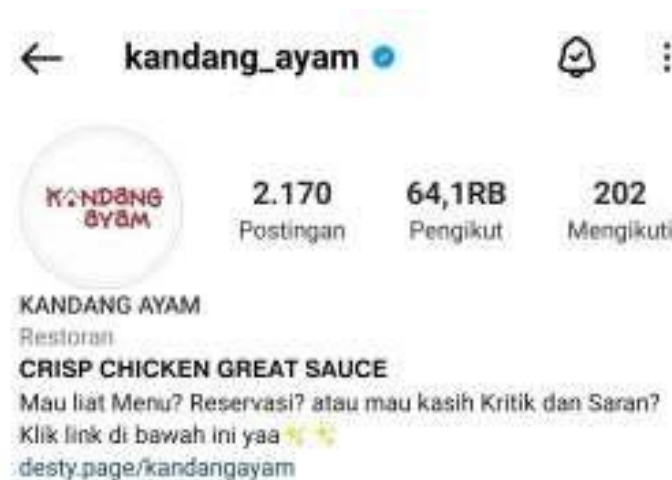 kandang_ayam
KANDANG
aYaM
2.170 64,1RB 202
Postingan Pengikut Mengikuti
KANDANG AYAM
Restoran
CRISP CHICKEN GREAT SAUCE
Mau liat Menu? Reservasi? atau mau kasih Kritik dan Saran?
Klik link di bawah ini yaa
desty.page/kandangayam